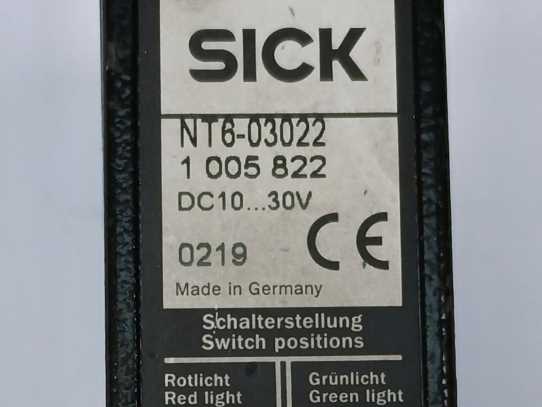 SICK
NT6-03022
1 005 822
DC10...30V
0219 CE
Made in Germany
Schalterstellung
Switch positions
Rotlicht Grünlicht
Red light Green light